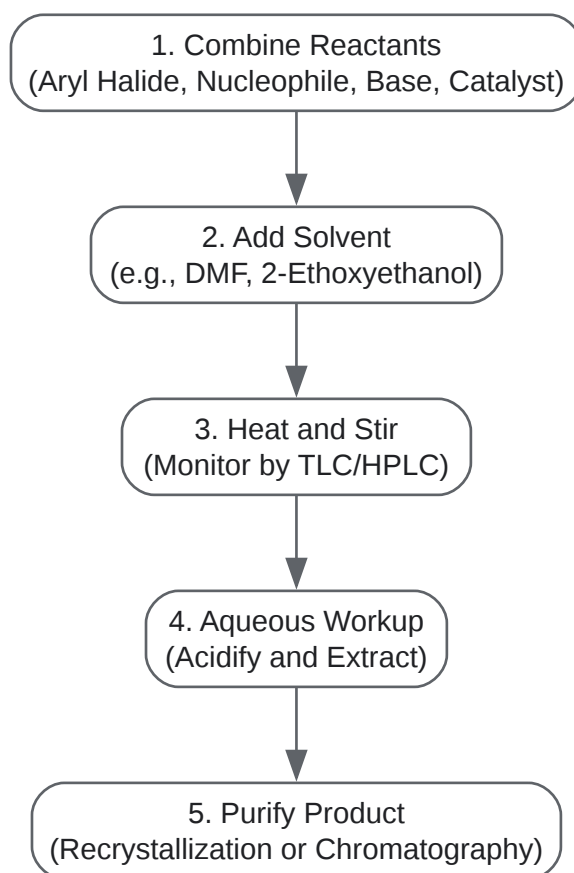 1. Combine Reactants
(Aryl Halide, Nucleophile, Base, Catalyst)
2. Add Solvent
(e.g., DMF, 2-Ethoxyethanol)
3. Heat and Stir
(Monitor by TLC/HPLC)
4. Aqueous Workup
(Acidify and Extract)
5. Purify Product
(Recrystallization or Chromatography)